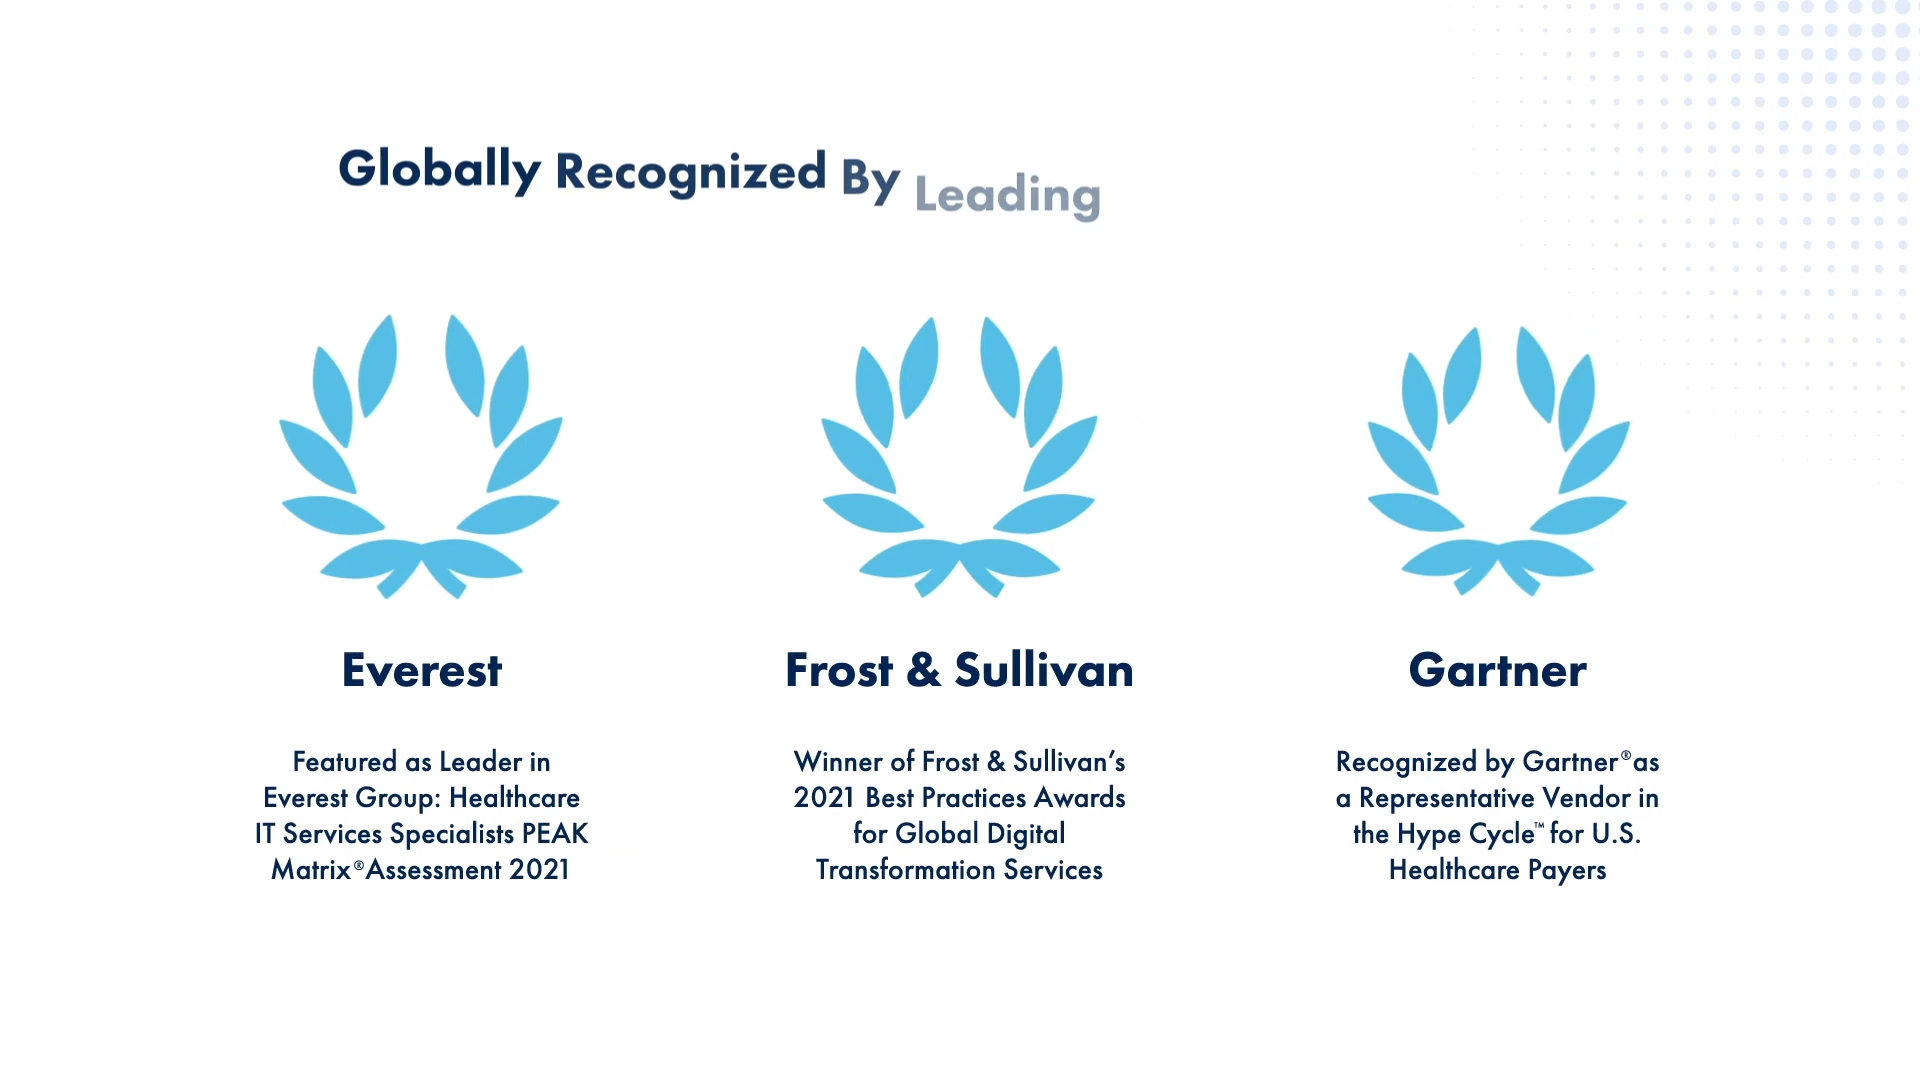 Globally Recognized By Leading
Everest
Featured as Leader in
Everest Group: Healthcare
IT Services Specialists PEAK
Matrix®Assessment 2021
Frost & Sullivan
Winner of Frost & Sullivan’s
2021 Best Practices Awards
for Global Digital
Transformation Services
Gartner
Recognized by Gartner®as
a Representative Vendor in
the Hype Cycle™ for U.S.
Healthcare Payers